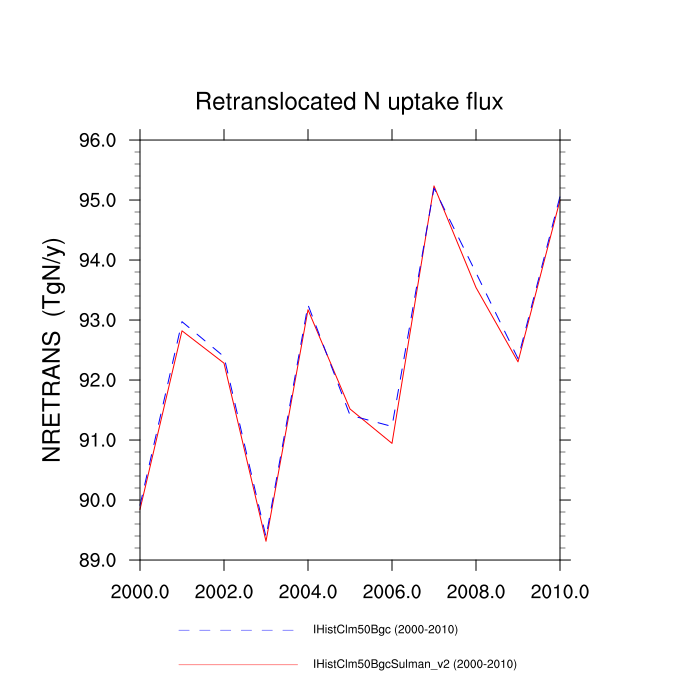 Retranslocated N uptake flux
NRETRANS (TgN/y)
96.0
95.0
94.0
93.0
92.0
91.0
90.0
89.0
2000.0 2002.0 2004.0 2006.0 2008.0 2010.0
IHistClm50Bgc (2000-2010)
IHistClm50BgcSulman_v2 (2000-2010)